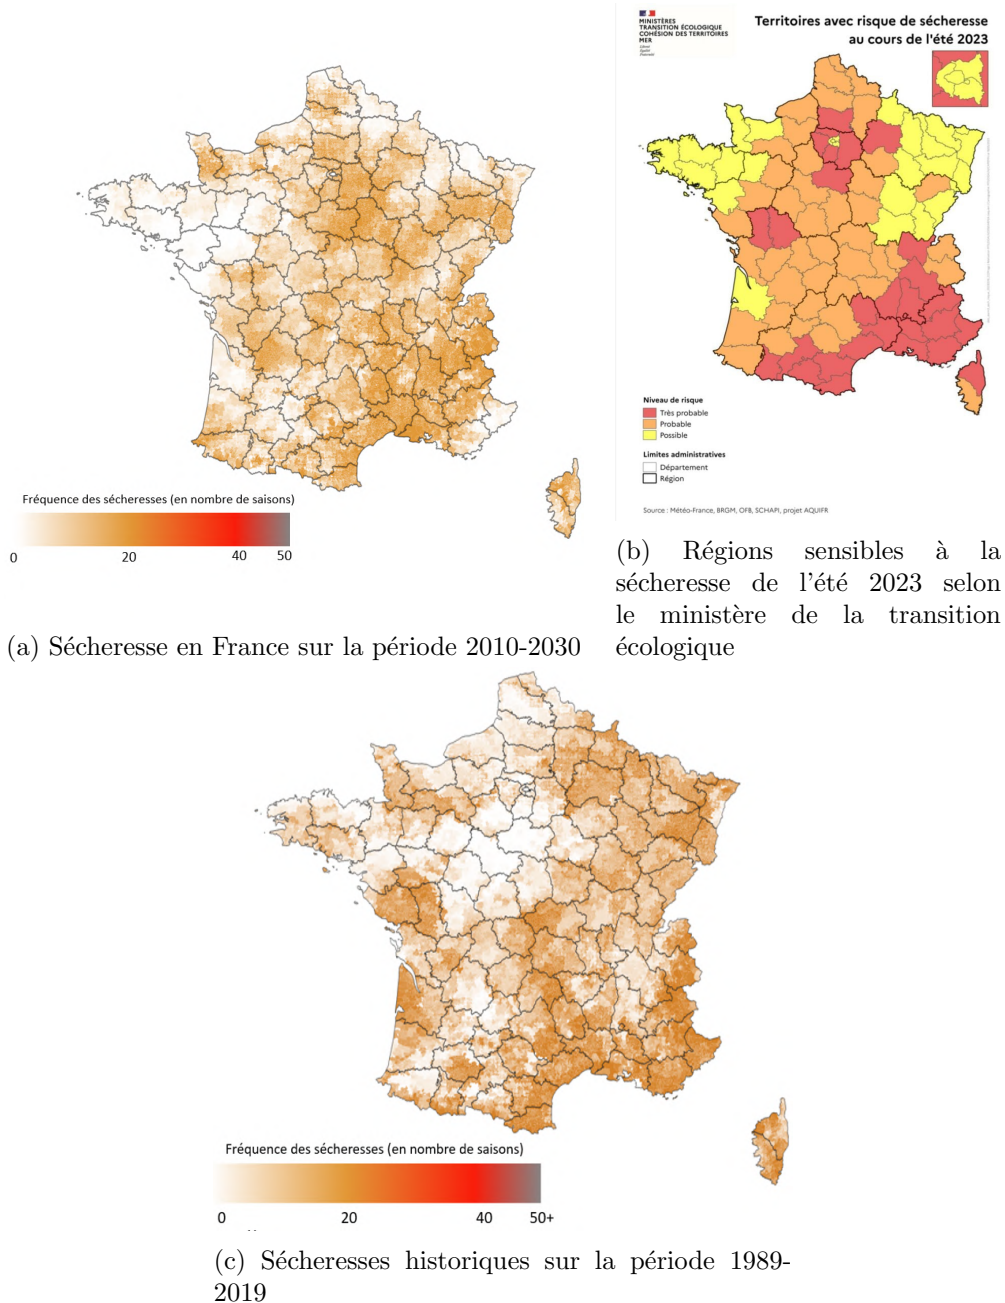 Fréquence des sécheresses (en nombre de saisons)
0 20 40 50
(a) Sécheresse en France sur la période 2010-2030
MINISTÈRES
TRANSITION ÉCOLOGIQUE
COHÉSION DES TERRITOIRES
MER
Liberté
Égalité
Fraternité
Territoires avec risque de sécheresse
au cours de l'été 2023
Niveau de risque
Très probable
Probable
Possible
Limites administratives
Département
Région
Source : Météo-France, BRGM, OFB, SCHAPI, projet AQUIFR
(b) Régions sensibles à la
sécheresse de l'été 2023 selon
le ministère de la transition
écologique
Fréquence des sécheresses (en nombre de saisons)
0 20 40 50+
(c) Sécheresses historiques sur la période 1989-
2019